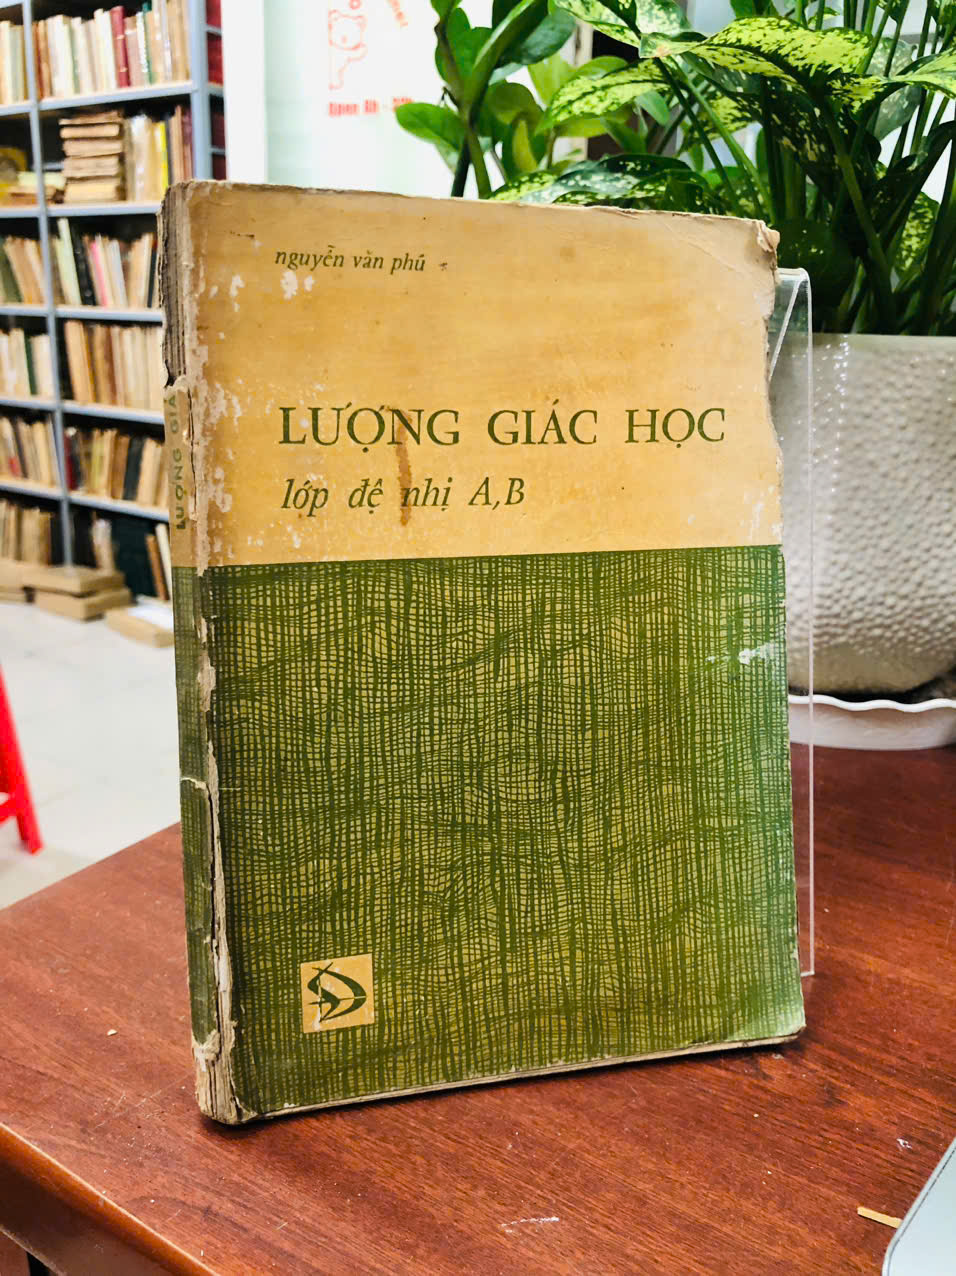 nguyễn văn phú
LƯỢNG GIÁC HỌC
lớp đệ nhị A, B
LƯỢNG GIÁ